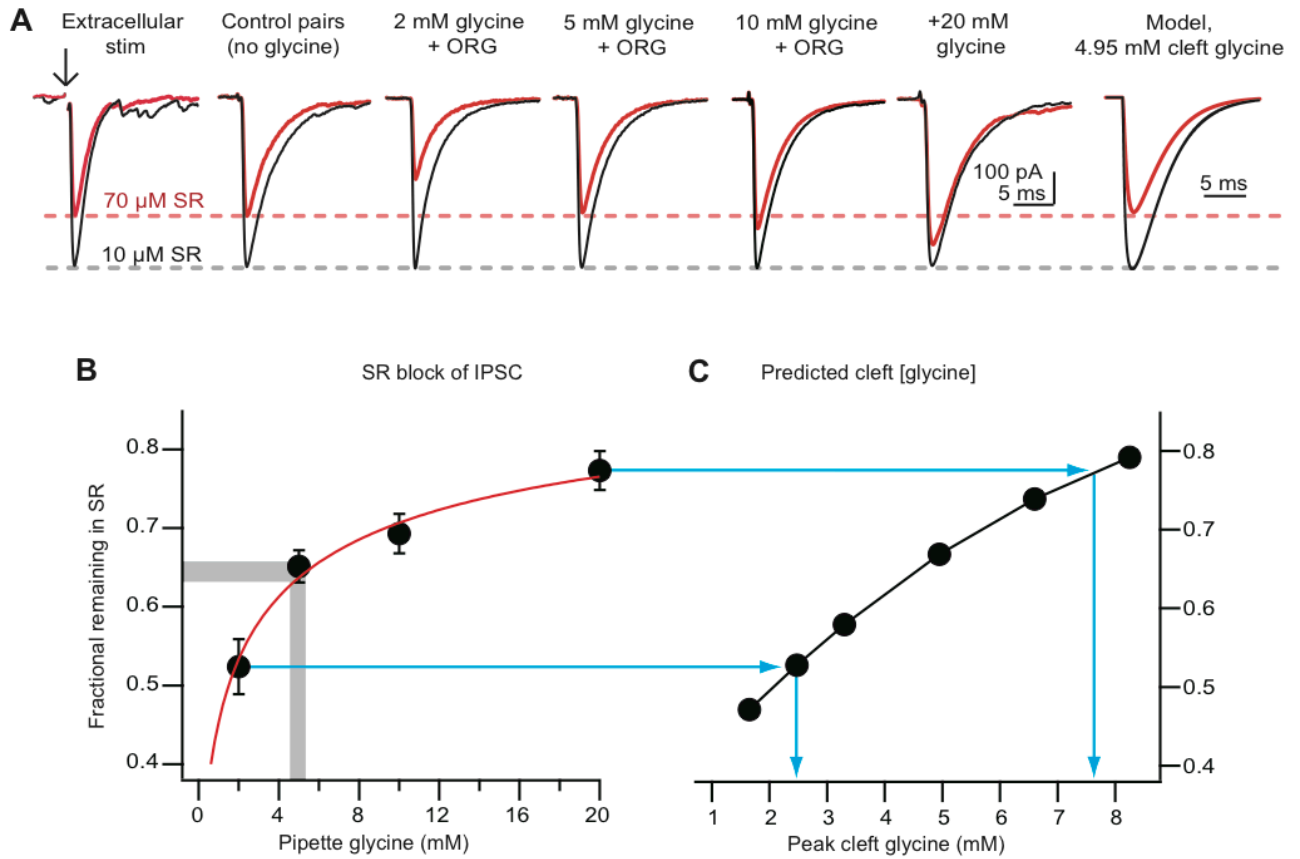 A
Extracellular
stim
Control pairs
(no glycine)
2 mM glycine
+ ORG
5 mM glycine
+ ORG
10 mM glycine
+ ORG
+20 mM
glycine
Model,
4.95 mM cleft glycine
100 pA
5 ms
5 ms
70 µM SR
10 µM SR
B
SR block of IPSC
Fractional remaining in SR
0.8
0.7
0.6
0.5
0.4
0 4 8 12 16 20
Pipette glycine (mM)
C
Predicted cleft [glycine]
0.8
0.7
0.6
0.5
0.4
1 2 3 4 5 6 7 8
Peak cleft glycine (mM)